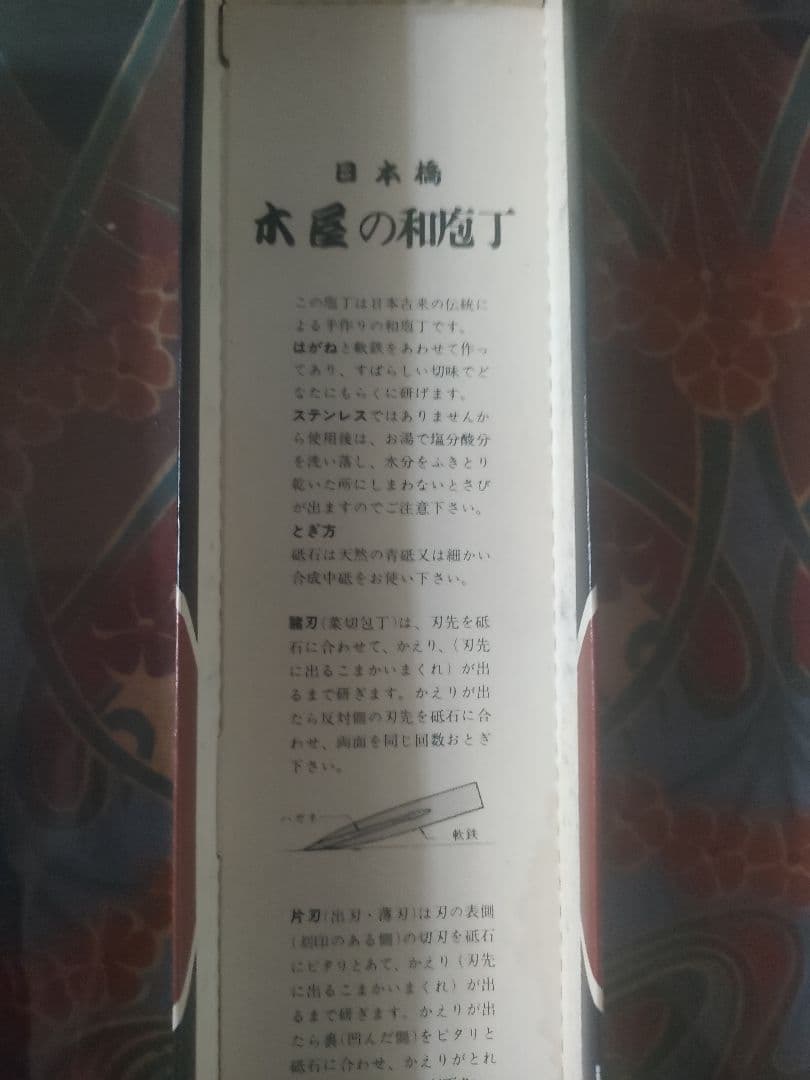 日本橋
木屋の和庖丁
この庖丁は日本古来の伝統に
よる手作りの和庖丁です。
はがねと軟鉄をあわせて作っ
てあり、すばらしい切味でど
なたにもらくに研げます。
ステンレスではありませんか
ら使用後は、お湯で塩分酸分
を洗い落し、水分をふきとり
乾いた所にしまわないとさび
が出ますのでご注意下さい。
とぎ方
砥石は天然の青砥又は細かい
合成中砥をお使い下さい。
諸刃(菜切包丁)は、刃先を砥
石に合わせて、かえり、(刃先
に出るこまかいまくれ)が出
るまで研ぎます。かえりが出
たら反対側の刃先を砥石に合
わせ、両面を同じ回数おとぎ
下さい。
ハガネ
軟鉄
片刃(出刃・薄刃)は刃の表側
(刻印のある側)の切刃を砥石
にピタリとあて、かえり(刃先
に出るこまかいまくれ)が出
るまで研ぎます。かえりが出
たら裏(凹んだ側)をピタリと
砥石に合わせ、かえりがとれ